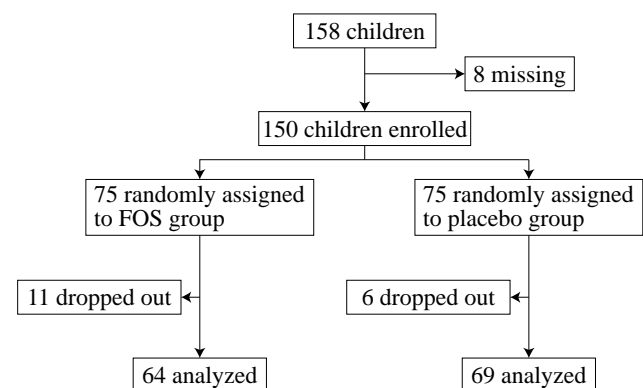 158 children
8 missing
150 children enrolled
75 randomly assigned
to FOS group
75 randomly assigned
to placebo group
11 dropped out
6 dropped out
64 analyzed
69 analyzed